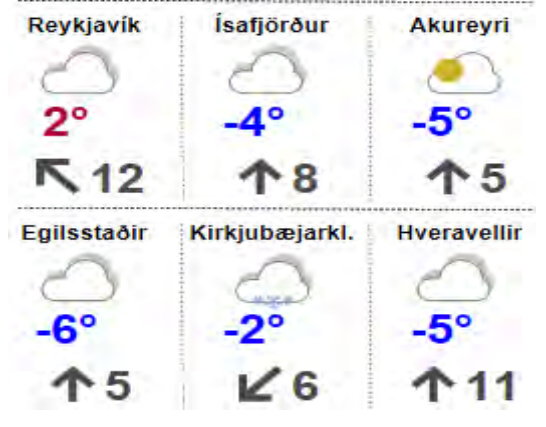 Reykjavík Ísafjörður Akureyri
2° -4° -5°
12 8 5
Egilsstaðir Kirkjubæjarkl. Hveravellir
-6° -2° -5°
5 6 11